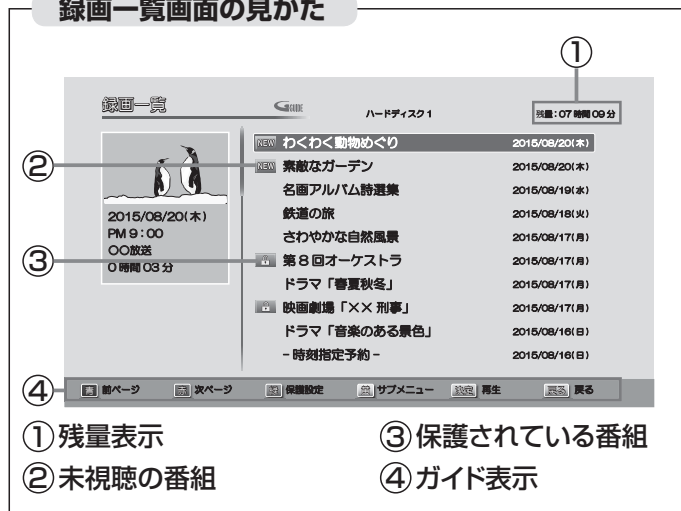 録画一覧画面の見かた
①
録画一覧 G GUIDE ハードディスク1 残量:07時間09分
NEW わくわく動物めぐり 2015/08/20(木)
② NEW 素敵なガーデン 2015/08/20(木)
名画アルバム詩選集 2015/08/19(水)
2015/08/20(木) 鉄道の旅 2015/08/18(火)
PM 9:00 さわやかな自然風景 2015/08/17(月)
○○放送
③ 第8回オーケストラ 2015/08/17(月)
0時間03分
ドラマ「春夏秋冬」 2015/08/17(月)
映画劇場「×× 刑事」 2015/08/17(月)
ドラマ「音楽のある景色」 2015/08/16(日)
- 時刻指定予約 - 2015/08/16(日)
④ 青 前ページ 赤 次ページ 緑 保護設定 黄 サブメニュー 決定 再生 戻る 戻る
①残量表示 ③保護されている番組
②未視聴の番組 ④ガイド表示